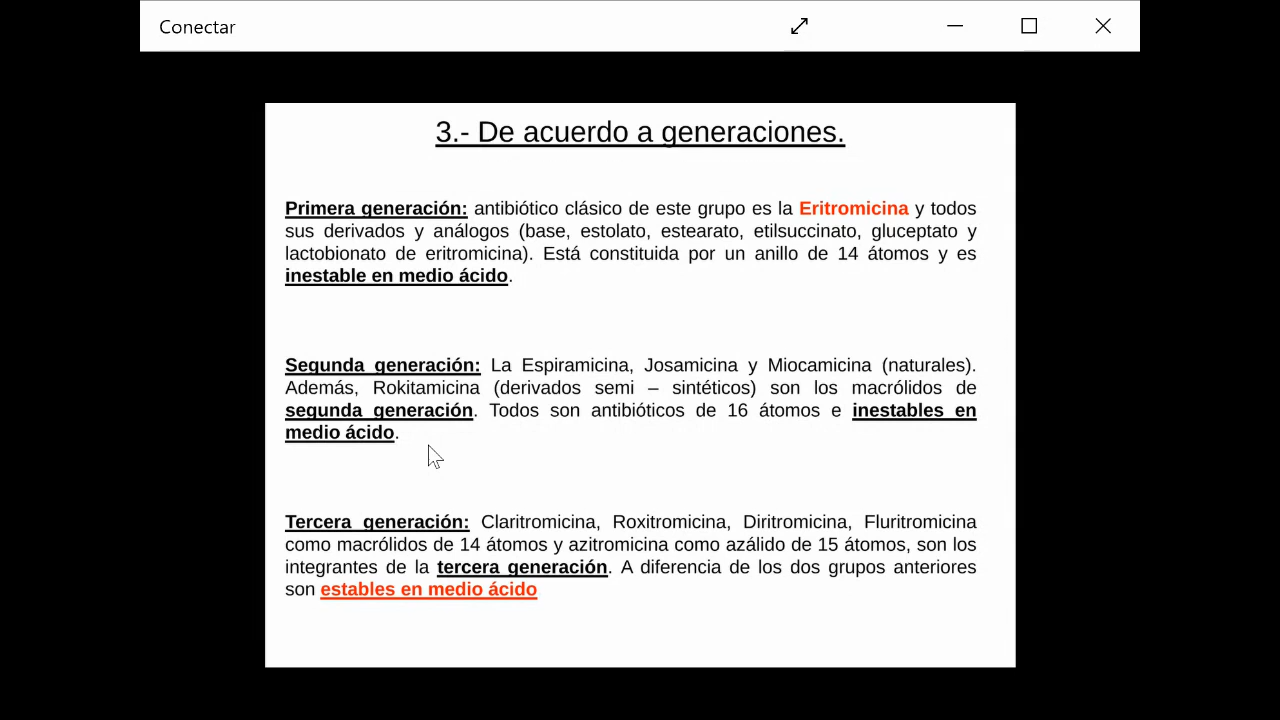 Conectar
3.- De acuerdo a generaciones.
Primera generación: antibiótico clásico de este grupo es la Eritromicina y todos
sus derivados y análogos (base, estolato, estearato, etilsuccinato, gluceptato y
lactobionato de eritromicina). Está constituida por un anillo de 14 átomos y es
inestable en medio ácido.
Segunda generación: La Espiramicina, Josamicina y Miocamicina (naturales).
Además, Rokitamicina (derivados semi – sintéticos) son los macrólidos de
segunda generación. Todos son antibióticos de 16 átomos e inestables en
medio ácido.
Tercera generación: Claritromicina, Roxitromicina, Diritromicina, Fluritromicina
como macrólidos de 14 átomos y azitromicina como azálido de 15 átomos, son los
integrantes de la tercera generación. A diferencia de los dos grupos anteriores
son estables en medio ácido